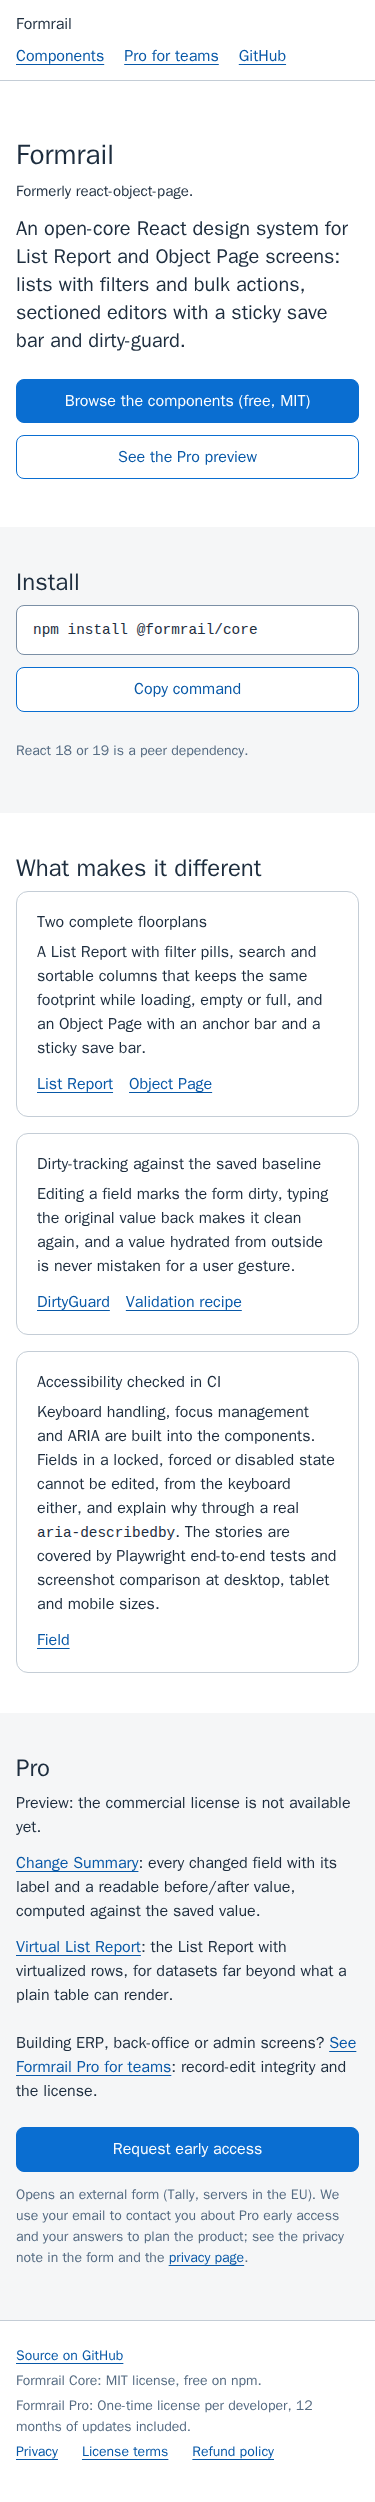 Formrail
Components Pro for teams GitHub
Formrail
Formerly react-object-page.
An open-core React design system for
List Report and Object Page screens:
lists with filters and bulk actions,
sectioned editors with a sticky save
bar and dirty-guard.
Browse the components (free, MIT)
See the Pro preview
Install
npm install @formrail/core
Copy command
React 18 or 19 is a peer dependency.
What makes it different
Two complete floorplans
A List Report with filter pills, search and
sortable columns that keeps the same
footprint while loading, empty or full, and
an Object Page with an anchor bar and a
sticky save bar.
List Report Object Page
Dirty-tracking against the saved baseline
Editing a field marks the form dirty, typing
the original value back makes it clean
again, and a value hydrated from outside
is never mistaken for a user gesture.
DirtyGuard Validation recipe
Accessibility checked in CI
Keyboard handling, focus management
and ARIA are built into the components.
Fields in a locked, forced or disabled state
cannot be edited, from the keyboard
either, and explain why through a real
aria-describedby. The stories are
covered by Playwright end-to-end tests and
screenshot comparison at desktop, tablet
and mobile sizes.
Field
Pro
Preview: the commercial license is not available
yet.
Change Summary: every changed field with its
label and a readable before/after value,
computed against the saved value.
Virtual List Report: the List Report with
virtualized rows, for datasets far beyond what a
plain table can render.
Building ERP, back-office or admin screens? See
Formrail Pro for teams: record-edit integrity and
the license.
Request early access
Opens an external form (Tally, servers in the EU). We
use your email to contact you about Pro early access
and your answers to plan the product; see the privacy
note in the form and the privacy page.
Source on GitHub
Formrail Core: MIT license, free on npm.
Formrail Pro: One-time license per developer, 12
months of updates included.
Privacy License terms Refund policy